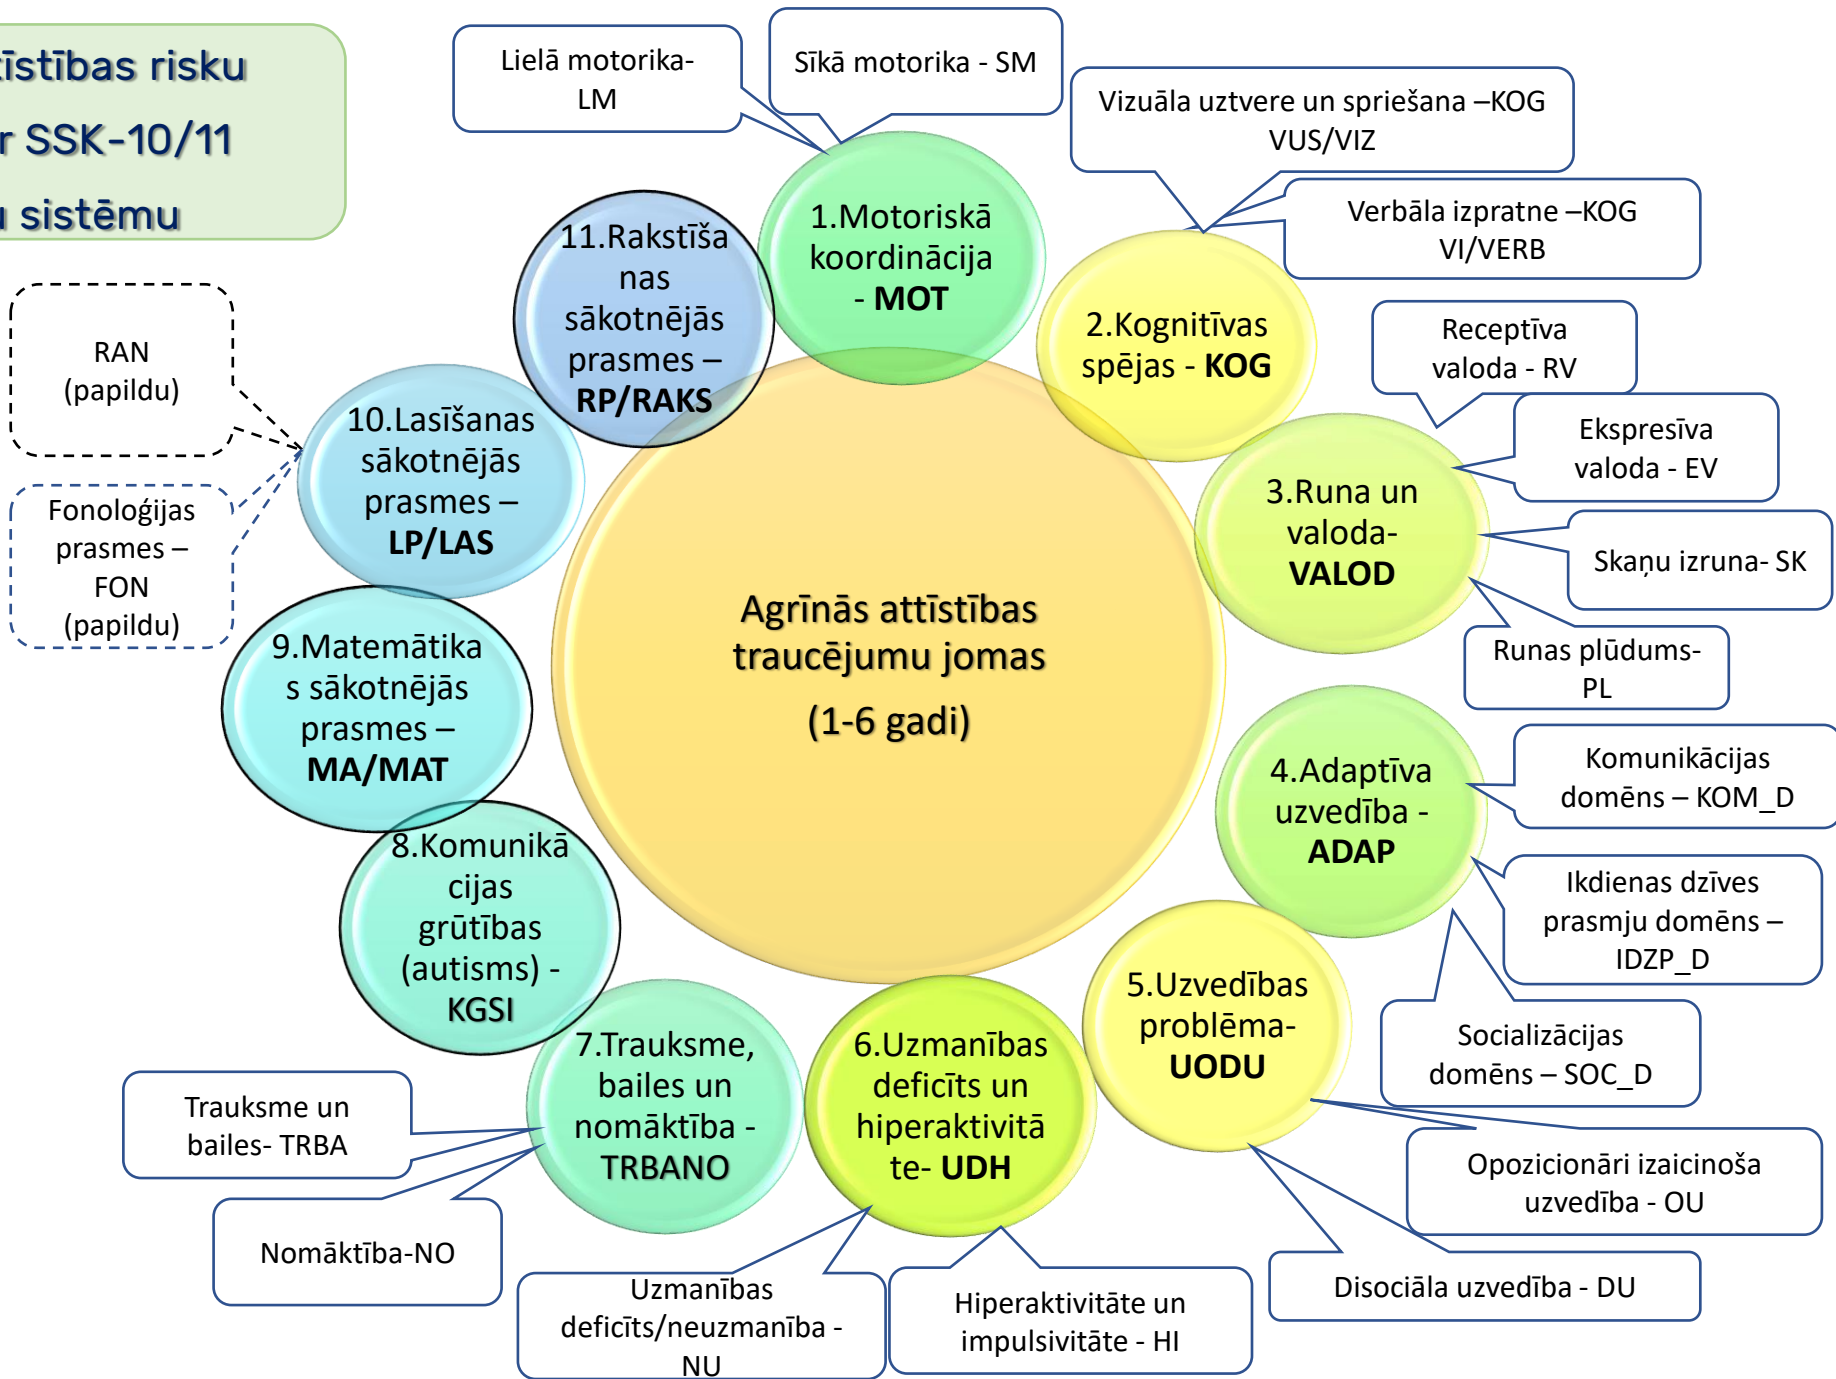 tīstības risku
r SSK-10/11
u sistēmu
Lielā motorika-
LM
Sīkā motorika - SM
Vizuāla uztvere un spriešana –KOG
VUS/VIZ
Verbāla izpratne –KOG
VI/VERB
1.Motoriskā
koordinācija
- MOT
2.Kognitīvas
spējas - KOG
Receptīva
valoda - RV
Ekspresīva
valoda - EV
3.Runa un
valoda-
VALOD
Skaņu izruna- SK
Runas plūdums-
PL
4.Adaptīva
uzvedība -
ADAP
Komunikācijas
domēns – KOM_D
Ikdienas dzīves
prasmju domēns –
IDZP_D
Socializācijas
domēns – SOC_D
5.Uzvedības
problēma-
UODU
Opozicionāri izaicinoša
uzvedība - OU
Disociāla uzvedība - DU
6.Uzmanības
deficīts un
hiperaktivitā
te- UDH
Hiperaktivitāte un
impulsivitāte - HI
Uzmanības
deficīts/neuzmanība -
NU
7.Trauksme,
bailes un
nomāktība -
TRBANO
Trauksme un
bailes- TRBA
Nomāktība-NO
8.Komunikā
cijas
grūtības
(autisms) -
KGSI
9.Matemātika
s sākotnējās
prasmes –
MA/MAT
10.Lasīšanas
sākotnējās
prasmes –
LP/LAS
RAN
(papildu)
Fonoloģijas
prasmes –
FON
(papildu)
11.Rakstīša
nas
sākotnējās
prasmes –
RP/RAKS
Agrīnās attīstības
traucējumu jomas
(1-6 gadi)